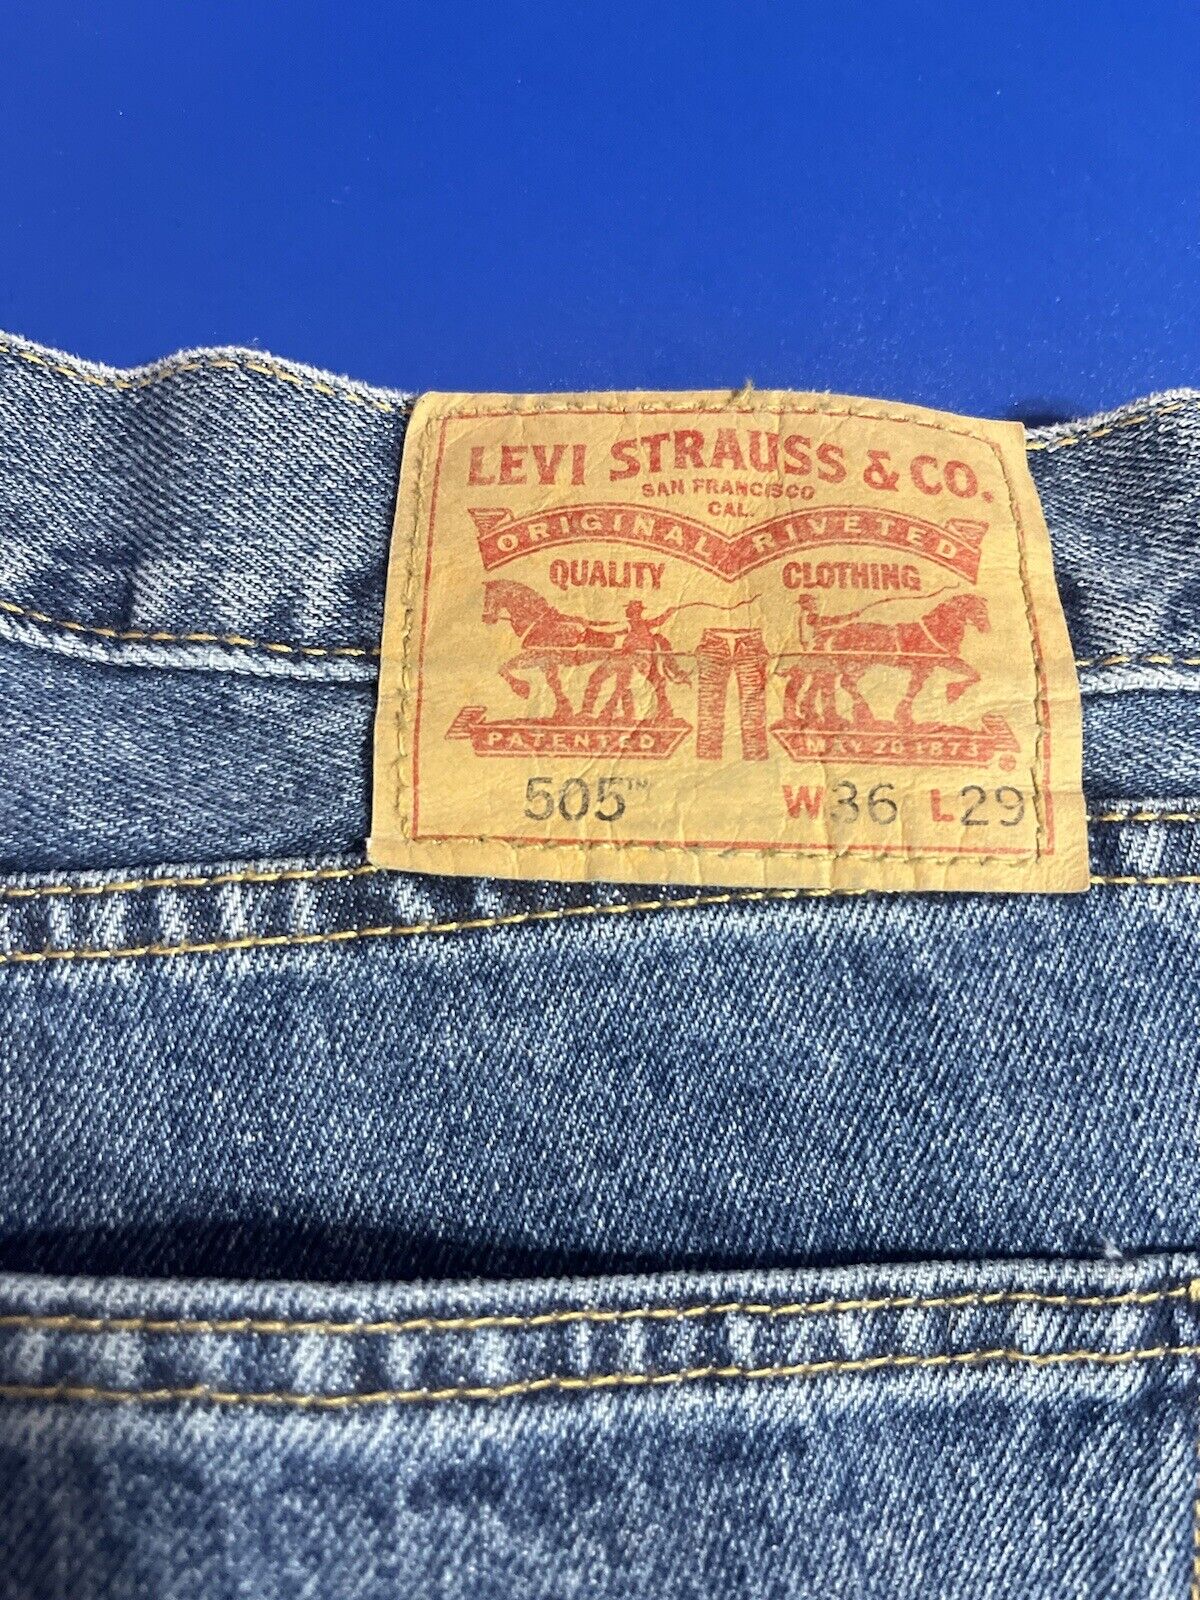 LEVI STRAUSS & CO.
SAN FRANCISCO
CAL.
ORIGINAL RIVETED
QUALITY CLOTHING
PATENTED MAY 20 1873
®
505™ W36 L29